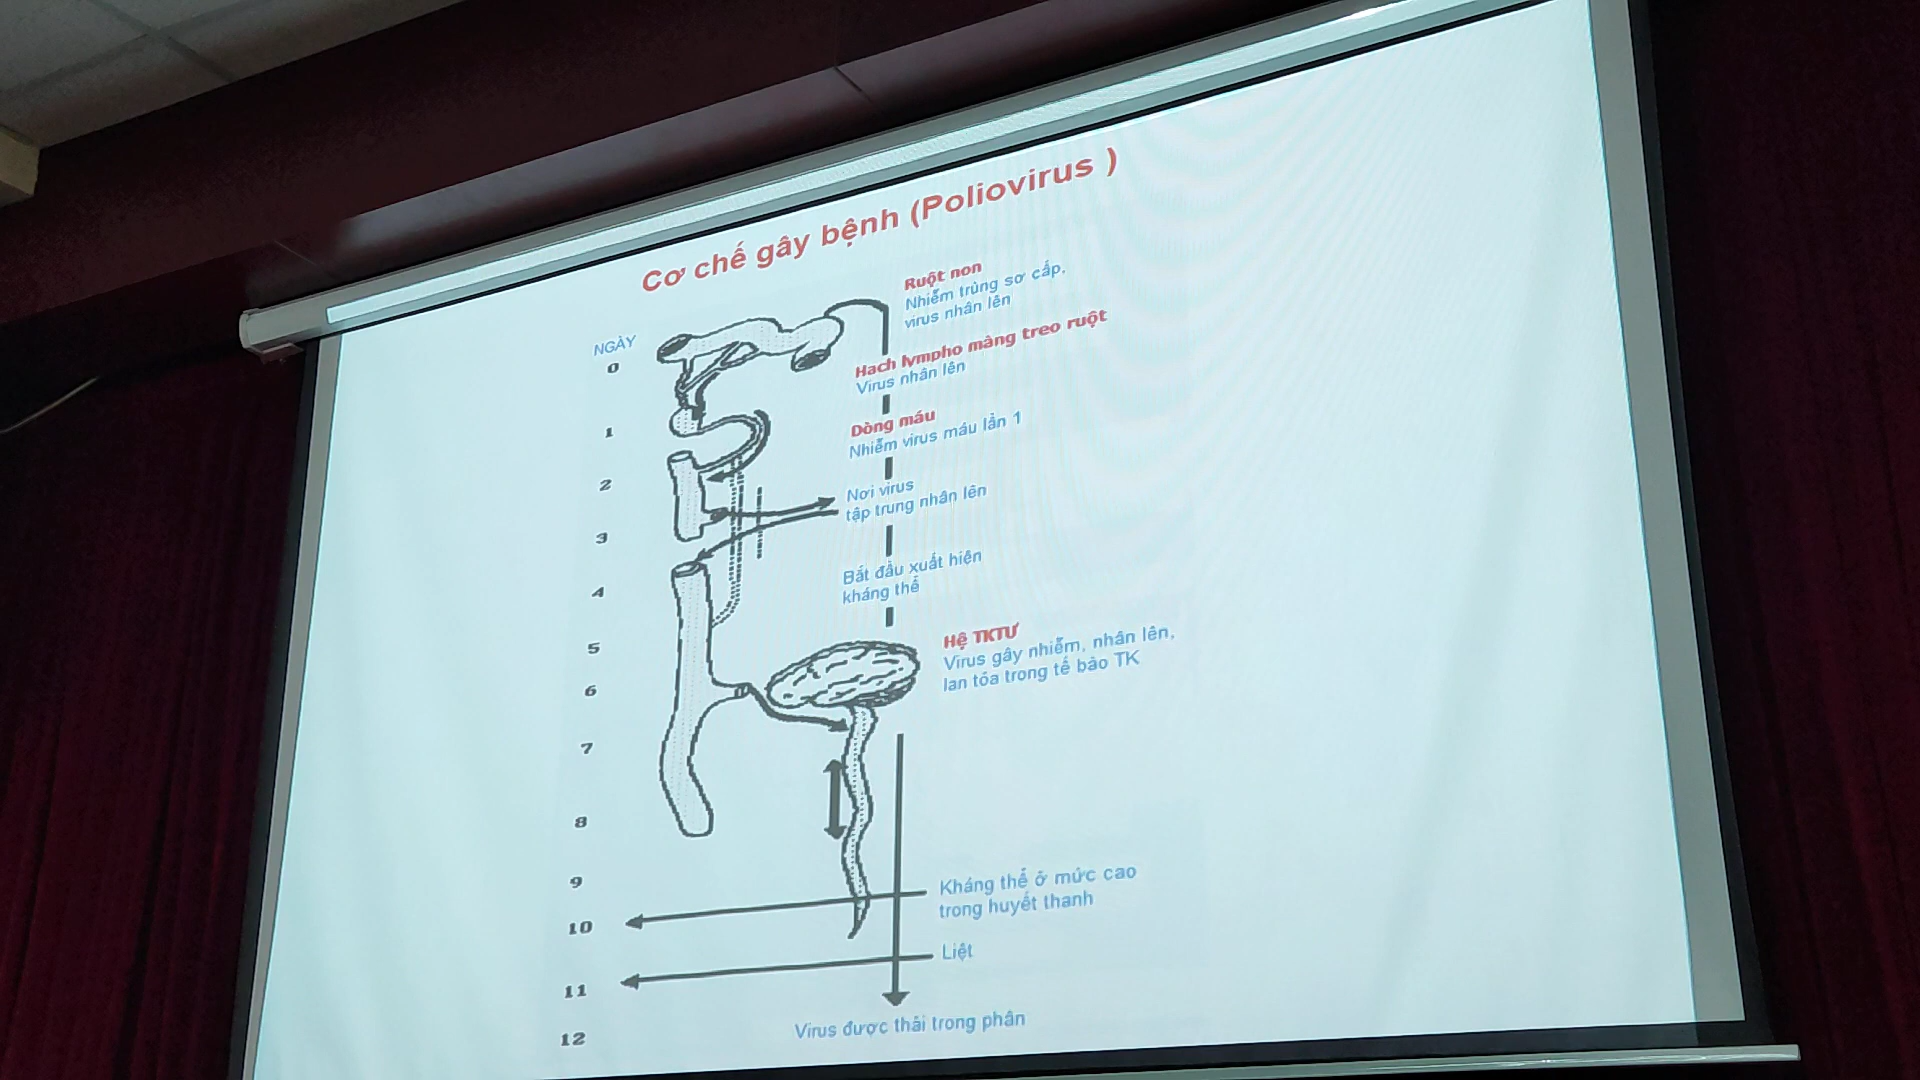 Cơ chế gây bệnh (Poliovirus )
NGÀY
0
1
2
3
4
5
6
7
8
9
10
11
12
Ruột non
Nhiễm trùng sơ cấp,
virus nhân lên
Hạch lympho màng treo ruột
Virus nhân lên
Dòng máu
Nhiễm virus máu lần 1
Nơi virus
tập trung nhân lên
Bắt đầu xuất hiện
kháng thể
Hệ TKTƯ
Virus gây nhiễm, nhân lên,
lan tỏa trong tế bào TK
Kháng thể ở mức cao
trong huyết thanh
Liệt
Virus được thải trong phân